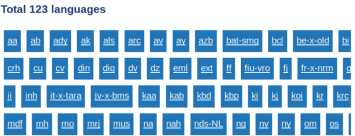 Total 123 languages
aa ab ady ak als arc av av azb bat-smg bcl be-x-old bi
crh cu cv din diq dv dz eml ext ff fiu-vro fj fr-x-nrm
ii inh it-x-tara jv-x-bms kaa kab kbd kbp ki kj koi kr krc
mdf mh mo mrj mus na nah nds-NL ng nv ny om os